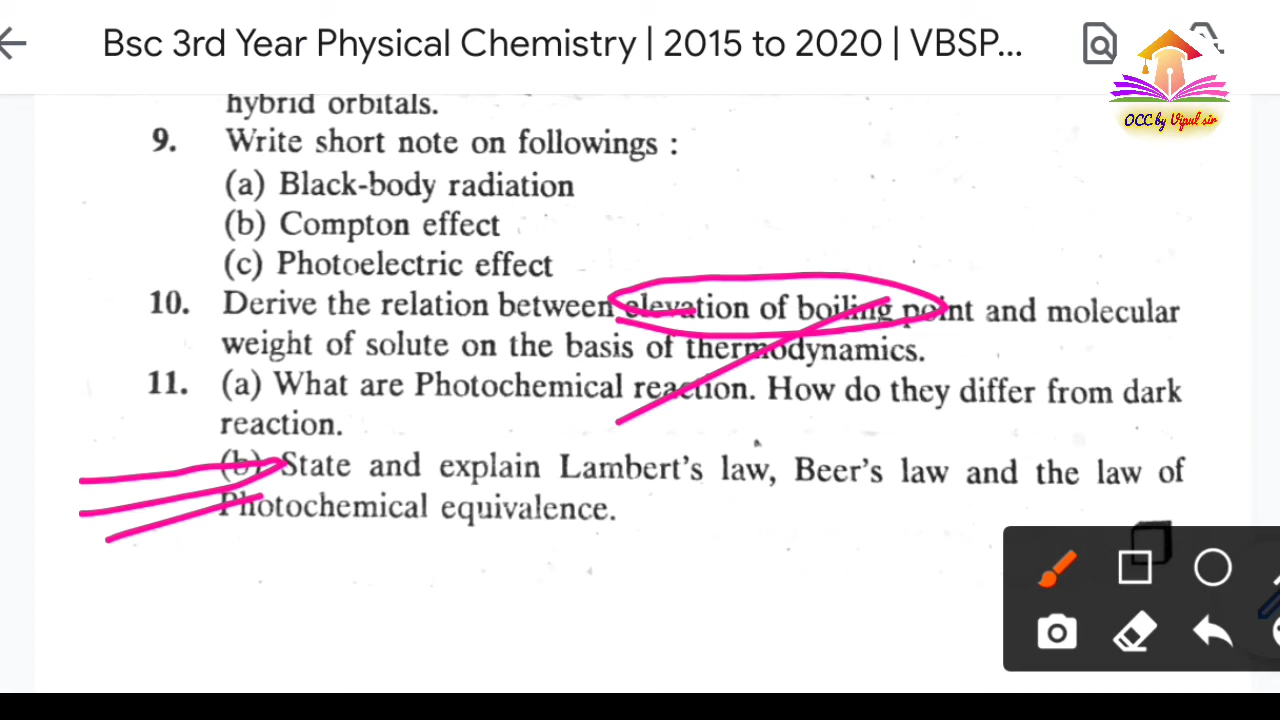 Bsc 3rd Year Physical Chemistry | 2015 to 2020 | VBSP...
OCC by Vipul sir
hybrid orbitals.
9. Write short note on followings :
(a) Black-body radiation
(b) Compton effect
(c) Photoelectric effect
10. Derive the relation between elevation of boiling point and molecular
weight of solute on the basis of thermodynamics.
11. (a) What are Photochemical reaction. How do they differ from dark
reaction.
(b) State and explain Lambert's law, Beer's law and the law of
Photochemical equivalence.